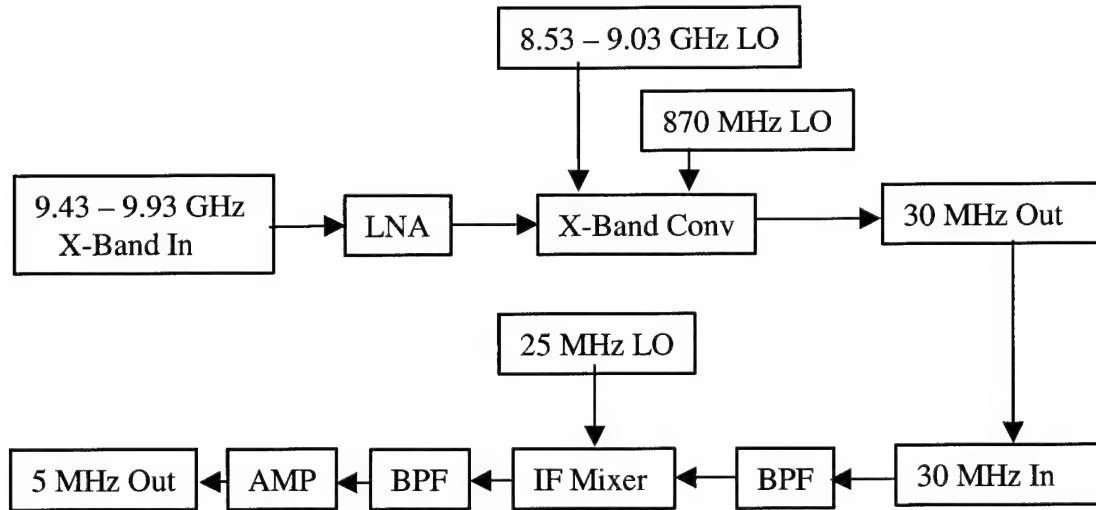 8.53 – 9.03 GHz LO
870 MHz LO
9.43 – 9.93 GHz
X-Band In
LNA
X-Band Conv
30 MHz Out
25 MHz LO
5 MHz Out
AMP
BPF
IF Mixer
BPF
30 MHz In